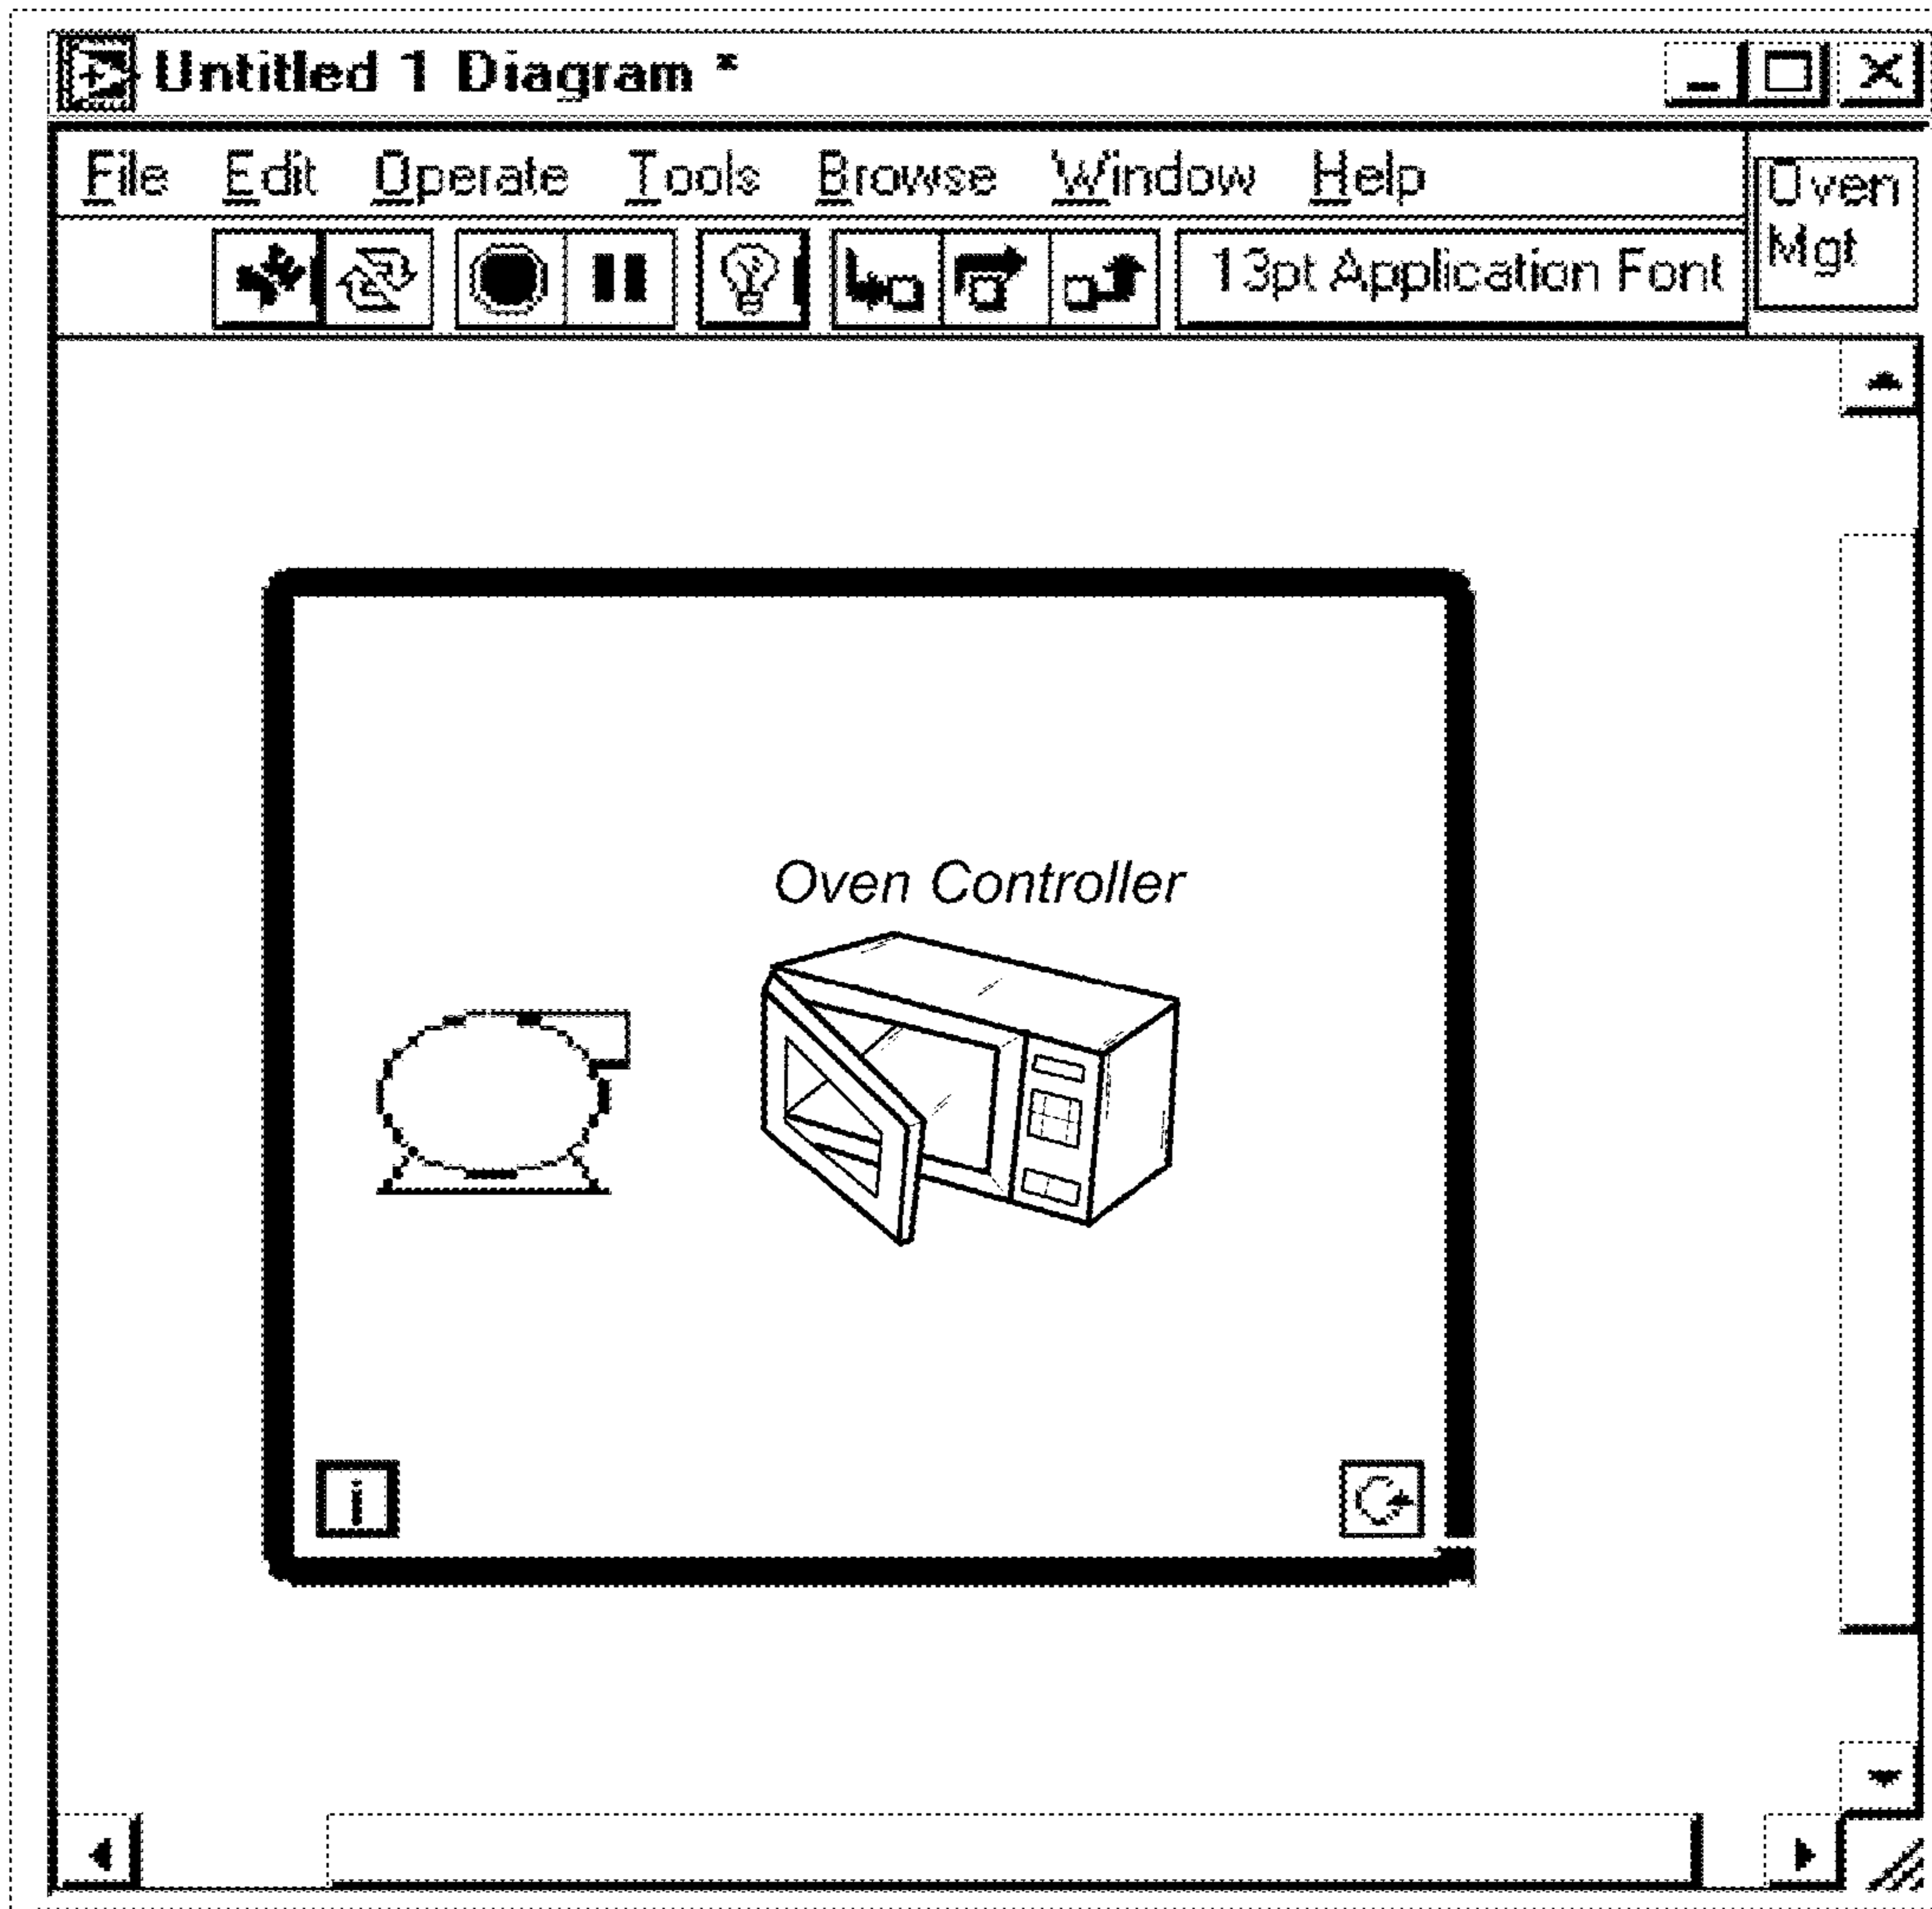 Untitled 1 Diagram *
File Edit Operate Tools Browse Window Help
Oven
Mgt
13pt Application Font
Oven Controller
i